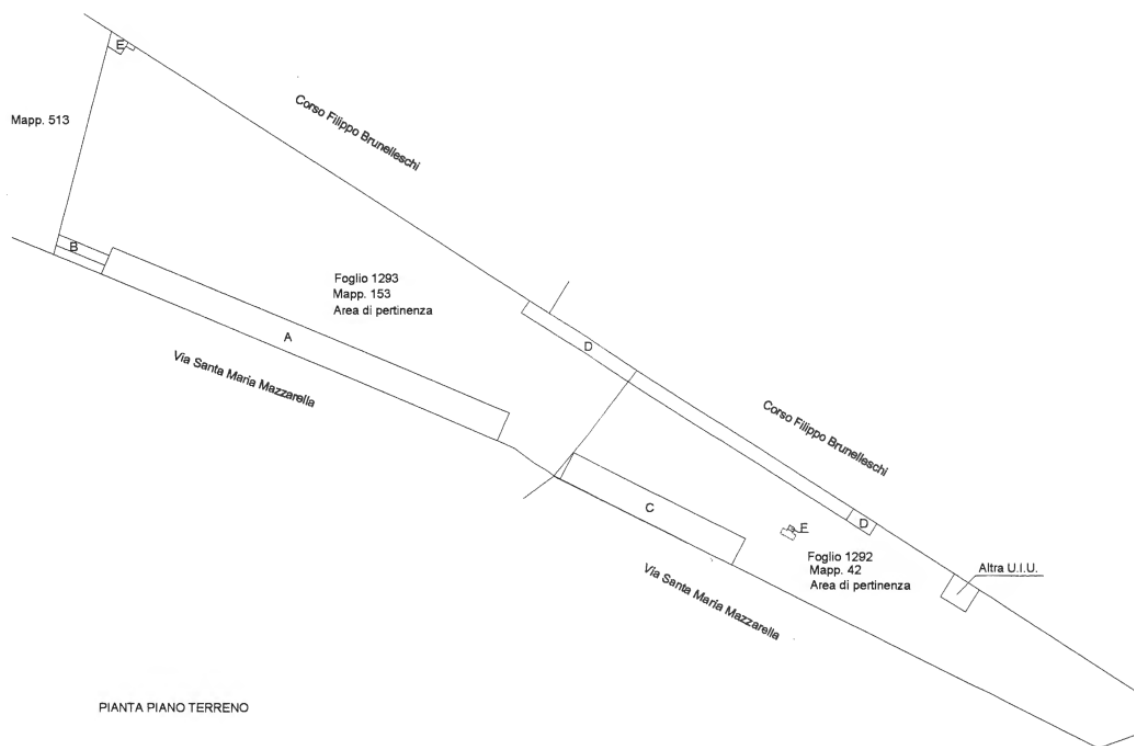 E
Mapp. 513
Corso Filippo Brunelleschi
B
Foglio 1293
Mapp. 153
Area di pertinenza
A
D
Via Santa Maria Mazzarella
Corso Filippo Brunelleschi
C
D
F
Foglio 1292
Mapp. 42
Area di pertinenza
Altra U.I.U.
Via Santa Maria Mazzarella
PIANTA PIANO TERRENO